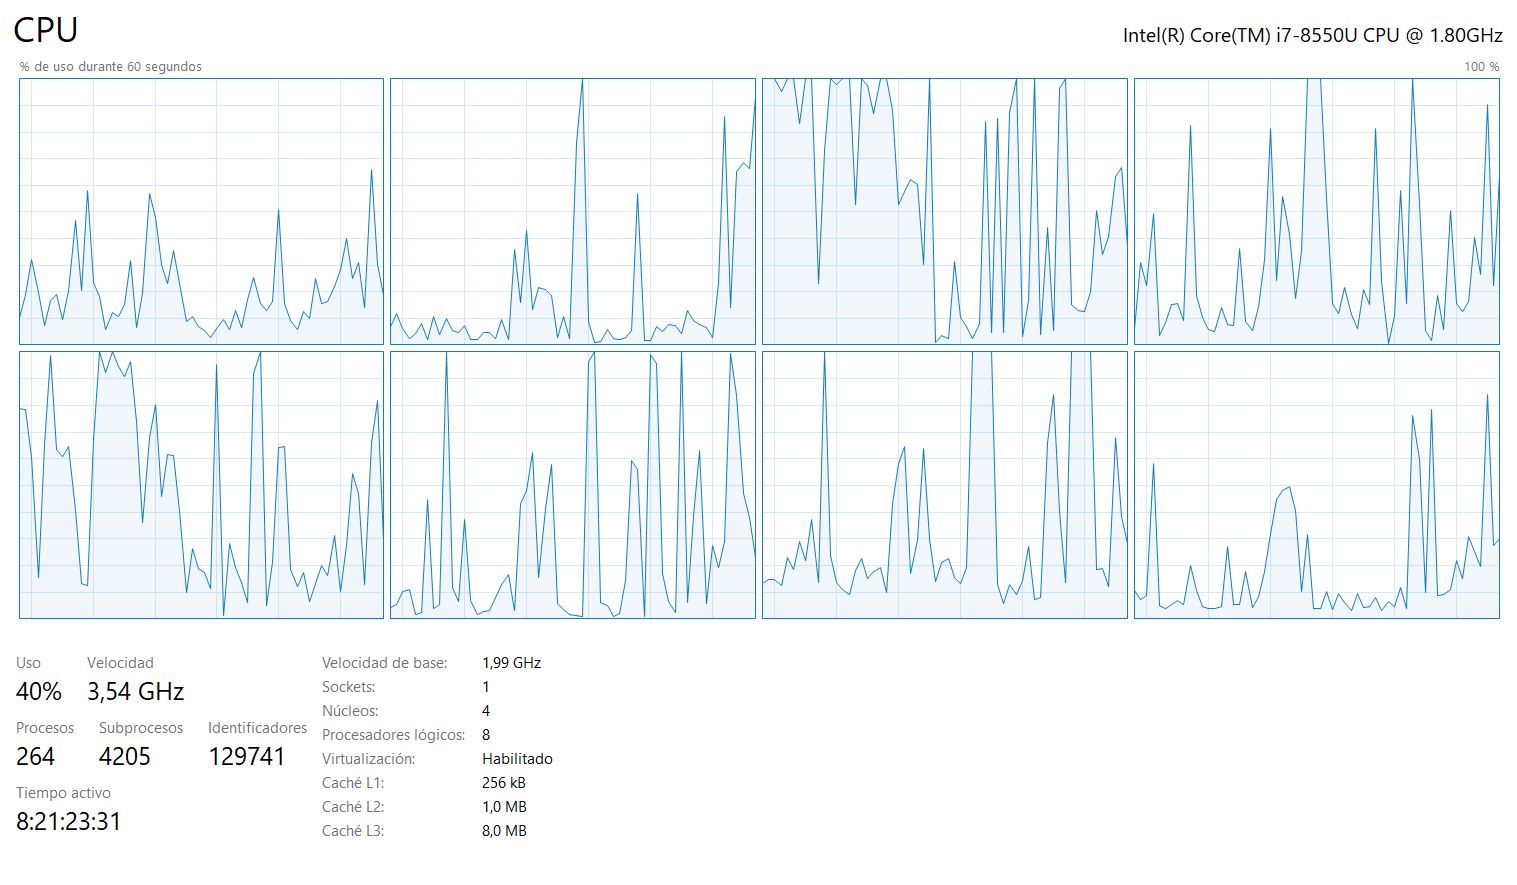 CPU
Intel(R) Core(TM) i7-8550U CPU @ 1.80GHz
% de uso durante 60 segundos
100 %
Uso
Velocidad
40%
3,54 GHz
Procesos
Subprocesos
Identificadores
264
4205
129741
Tiempo activo
8:21:23:31
Velocidad de base: 1,99 GHz
Sockets: 1
Núcleos: 4
Procesadores lógicos: 8
Virtualización: Habilitado
Caché L1: 256 kB
Caché L2: 1,0 MB
Caché L3: 8,0 MB